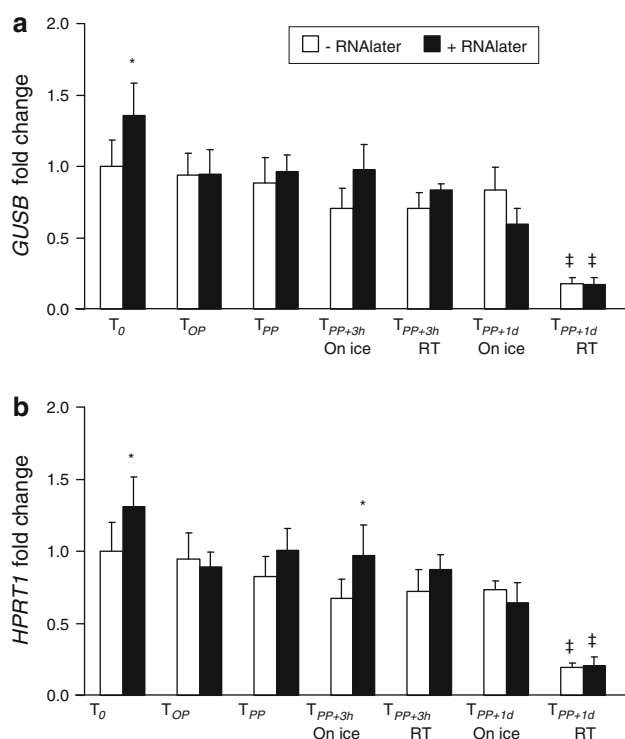 a
2.0
- RNAlater + RNAlater
*
1.5
GUSB fold change
1.0
0.5
‡ ‡
0.0
T0 TOP TPP TPP+3h TPP+3h TPP+1d TPP+1d
On ice RT On ice RT
b
2.0
* *
1.5
HPRT1 fold change
1.0
0.5
‡ ‡
0.0
T0 TOP TPP TPP+3h TPP+3h TPP+1d TPP+1d
On ice RT On ice RT